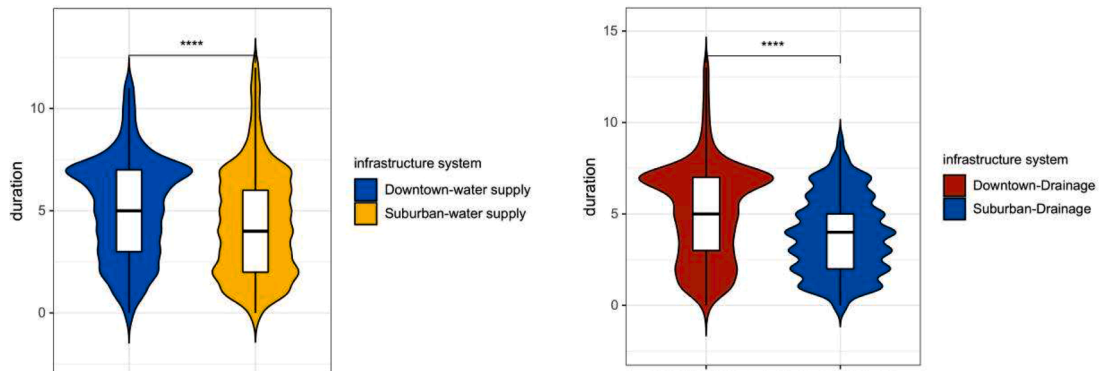 ****
10
5
0
duration
infrastructure system
Downtown-water supply
Suburban-water supply
****
15
10
5
0
duration
infrastructure system
Downtown-Drainage
Suburban-Drainage